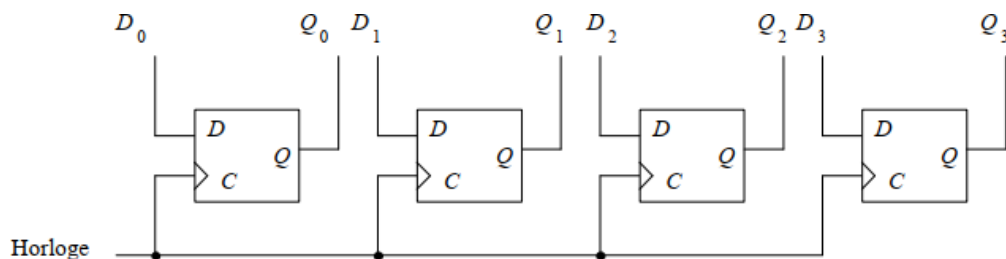 D0 Q0 D1 Q1 D2 Q2 D3 Q3
D D D D
Q Q Q Q
C C C C
Horloge